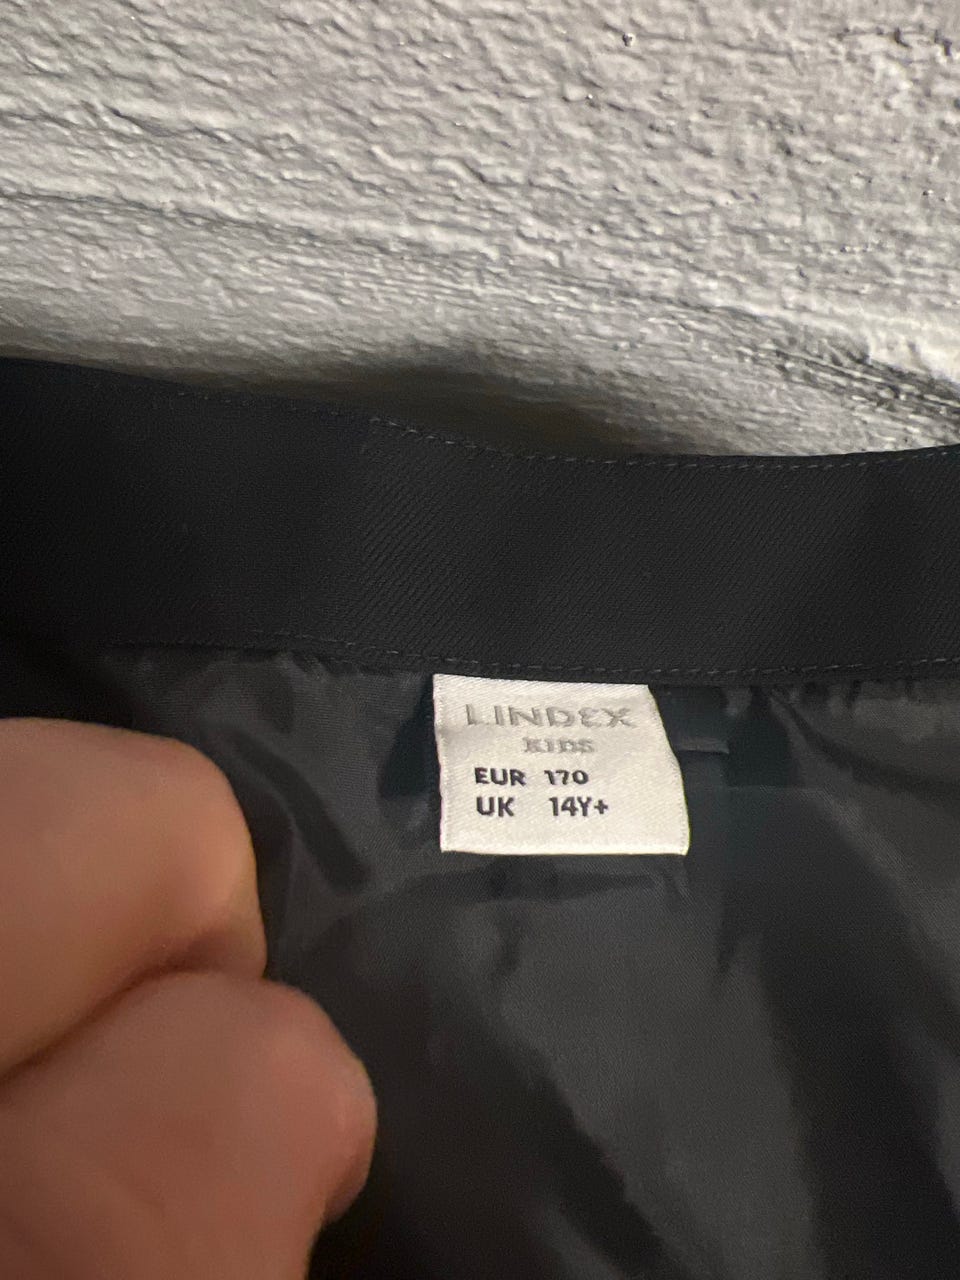 LINDEX
KIDS
EUR 170
UK 14Y+